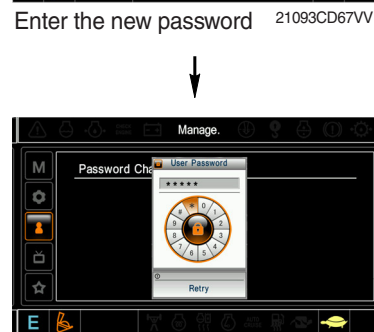 Enter the new password 21093CD67VV
Manage.
M
Password Cha
User Password
*****
* 0 1 2 3 4 5 6 7 8 9 #
Retry
E